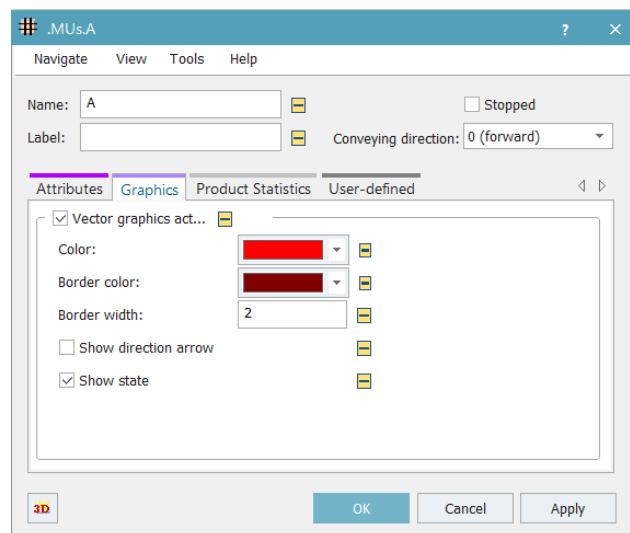 .MUs.A ? ×
Navigate View Tools Help
Name: A
Stopped
Label:
Conveying direction: 0 (forward)
Attributes Graphics Product Statistics User-defined
Vector graphics act...
Color:
Border color:
Border width: 2
Show direction arrow
Show state
3D OK Cancel Apply